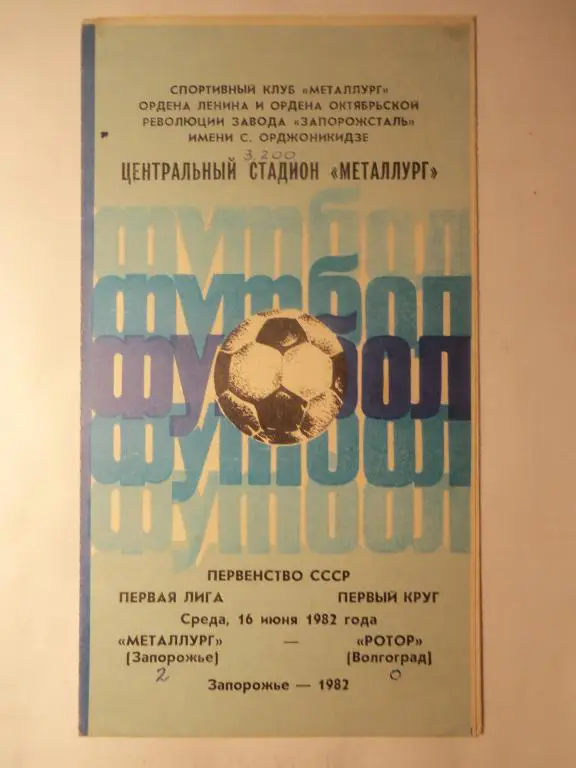 СПОРТИВНЫЙ КЛУБ «МЕТАЛЛУРГ»
ОРДЕНА ЛЕНИНА И ОРДЕНА ОКТЯБРЬСКОЙ
РЕВОЛЮЦИИ ЗАВОДА «ЗАПОРОЖСТАЛЬ»
ИМЕНИ С. ОРДЖОНИКИДЗЕ
3.200
ЦЕНТРАЛЬНЫЙ СТАДИОН «МЕТАЛЛУРГ»
футбол
футбол
футбол
футбол
футбол
ПЕРВЕНСТВО СССР
ПЕРВАЯ ЛИГА ПЕРВЫЙ КРУГ
Среда, 16 июня 1982 года
«МЕТАЛЛУРГ» — «РОТОР»
(Запорожье) (Волгоград)
2 0
Запорожье — 1982